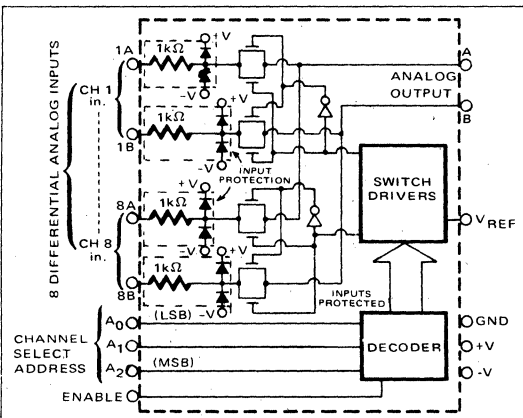 8 DIFFERENTIAL ANALOG INPUTS
CH 1 in.
CH 8 in.
1A 1kΩ +V
-V
1B 1kΩ +V
-V
INPUT PROTECTION
8A 1kΩ +V
-V
8B 1kΩ +V
-V
A
ANALOG OUTPUT
B
SWITCH DRIVERS
VREF
INPUTS PROTECTED
CHANNEL SELECT ADDRESS
A0 (LSB)
A1
A2 (MSB)
ENABLE
DECODER
GND
+V
-V